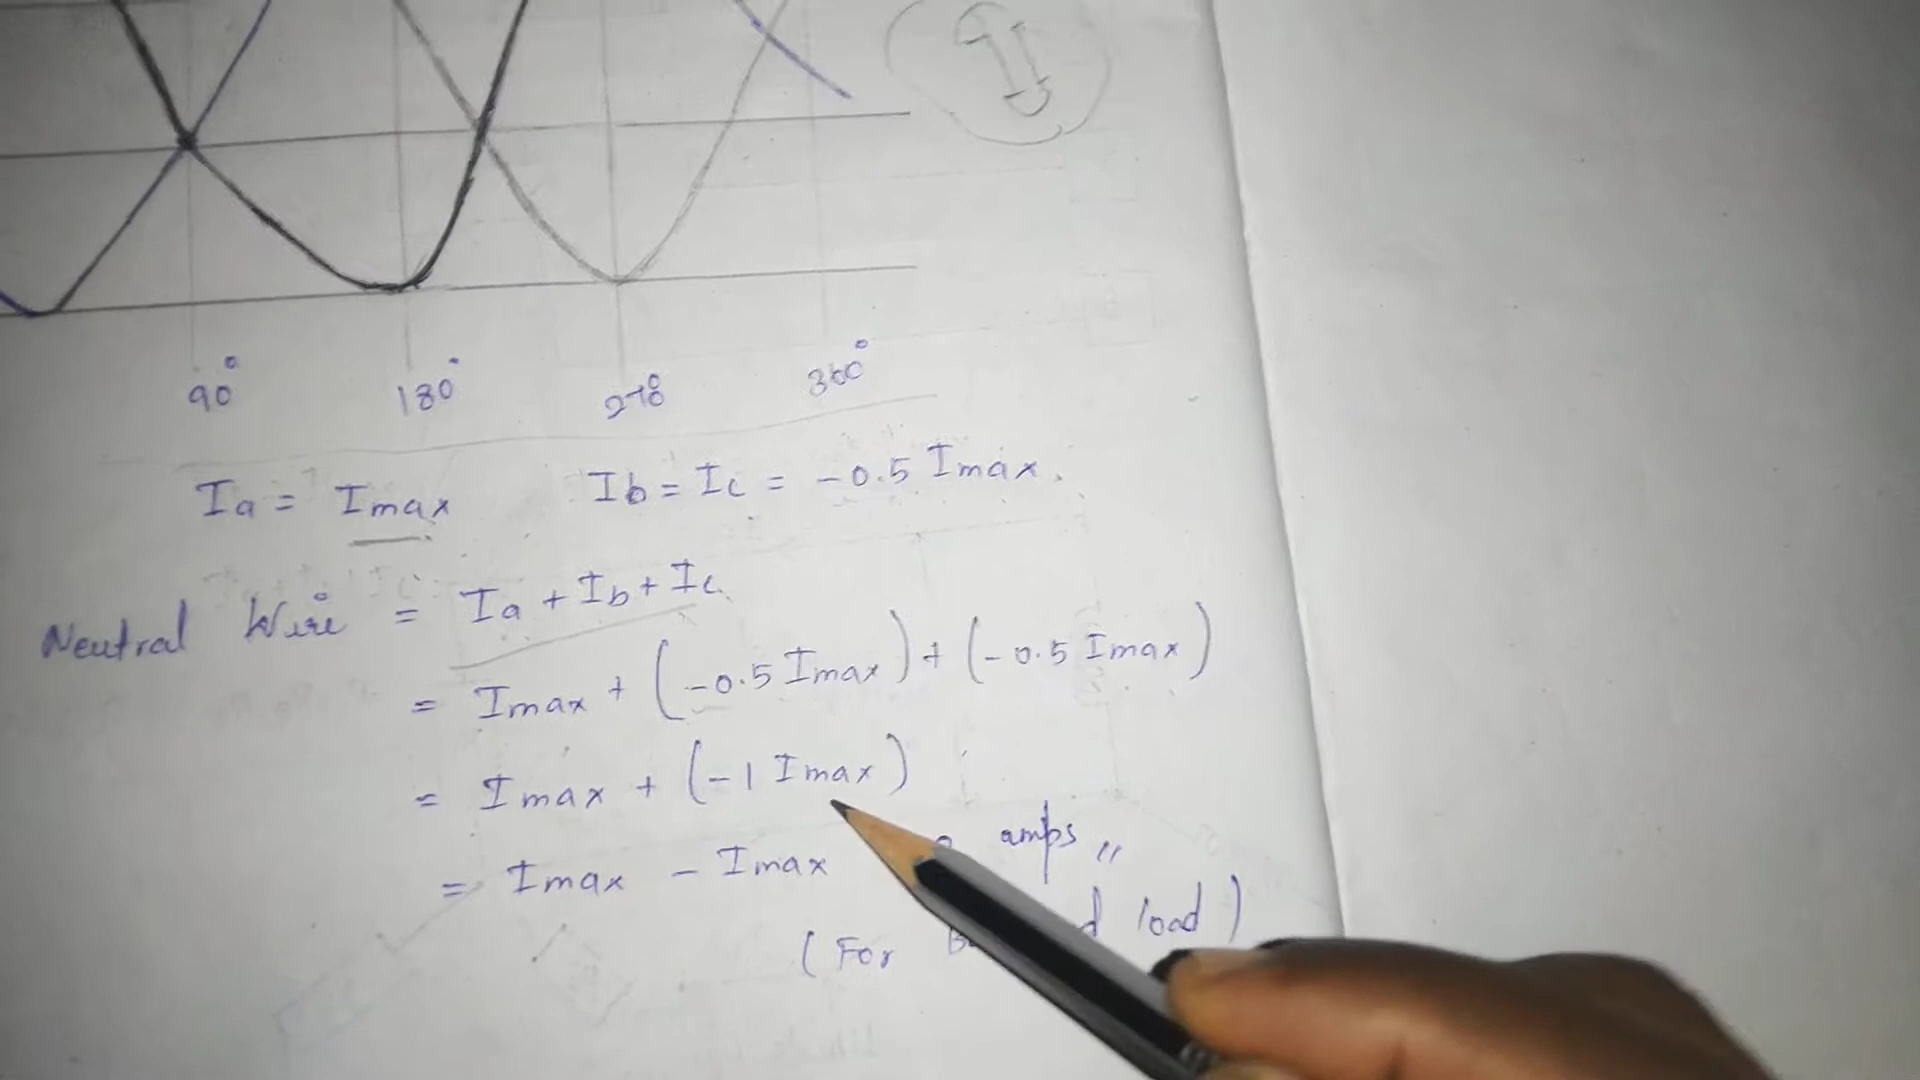 90° 180° 270 360°
Ia = Imax Ib = Ic = -0.5 Imax.
Neutral Wire = Ia + Ib + Ic
= Imax + (-0.5 Imax) + (-0.5 Imax)
= Imax + (-1 Imax)
= Imax - Imax amps
(For load)